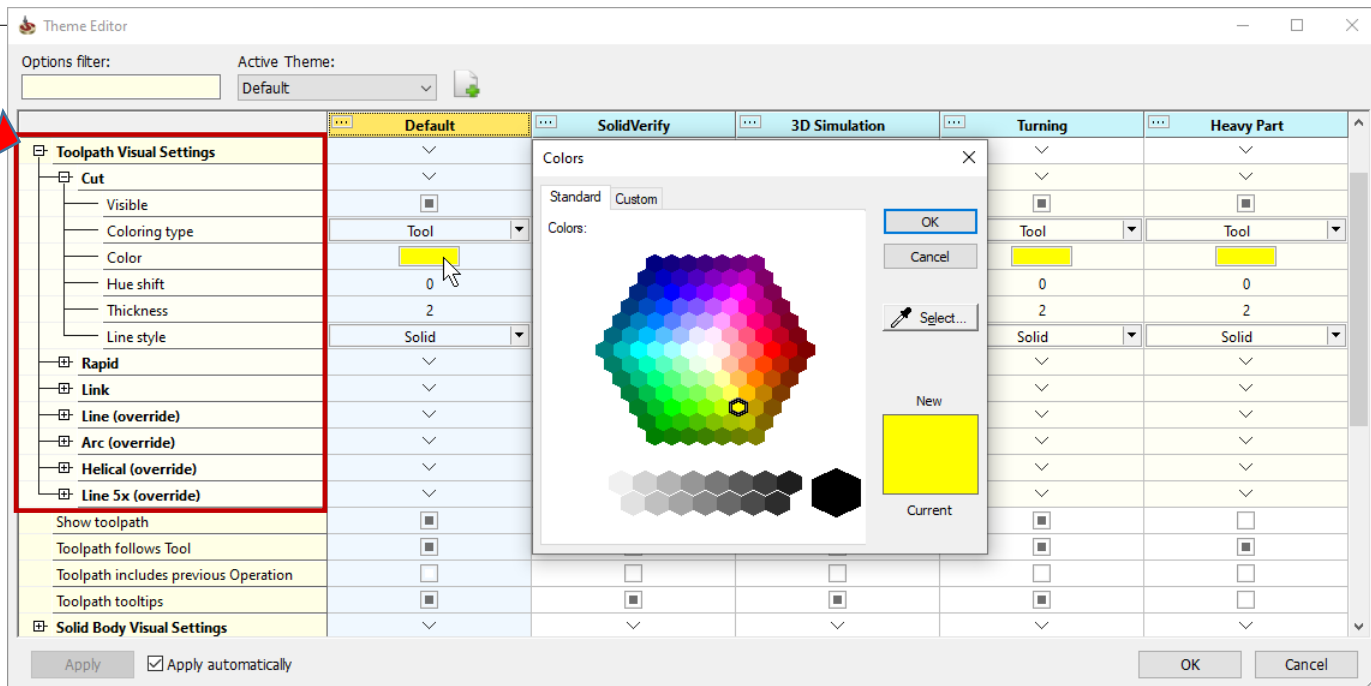 Theme Editor
Options filter: Active Theme:
Default
Default SolidVerify 3D Simulation Turning Heavy Part
Toolpath Visual Settings
Cut
Visible
Coloring type Tool Tool Tool
Color
Hue shift 0 0 0
Thickness 2 2 2
Line style Solid Solid Solid
Rapid
Link
Line (override)
Arc (override)
Helical (override)
Line 5x (override)
Show toolpath
Toolpath follows Tool
Toolpath includes previous Operation
Toolpath tooltips
Solid Body Visual Settings
Colors
Standard Custom
Colors:
OK
Cancel
Select...
New
Current
Apply Apply automatically OK Cancel